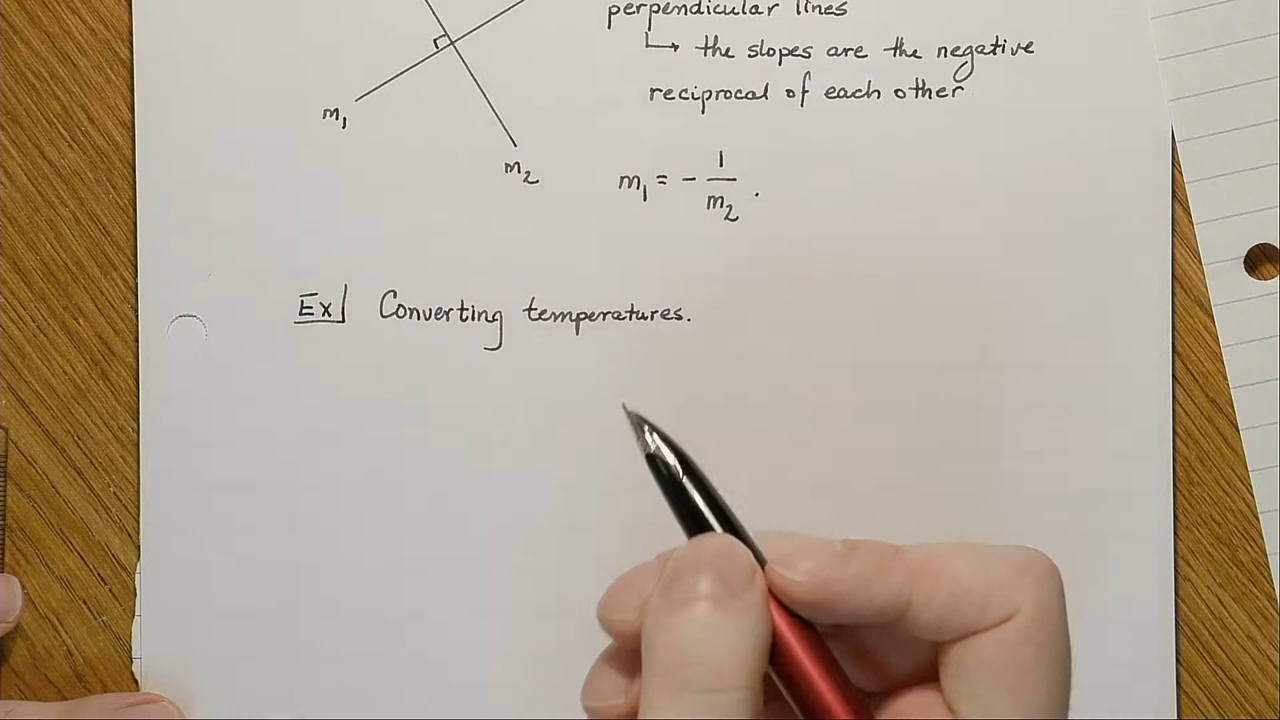 perpendicular lines
↳ the slopes are the negative
reciprocal of each other
m₁
m₂
m₁ = - 1/m₂.
Ex| Converting temperatures.